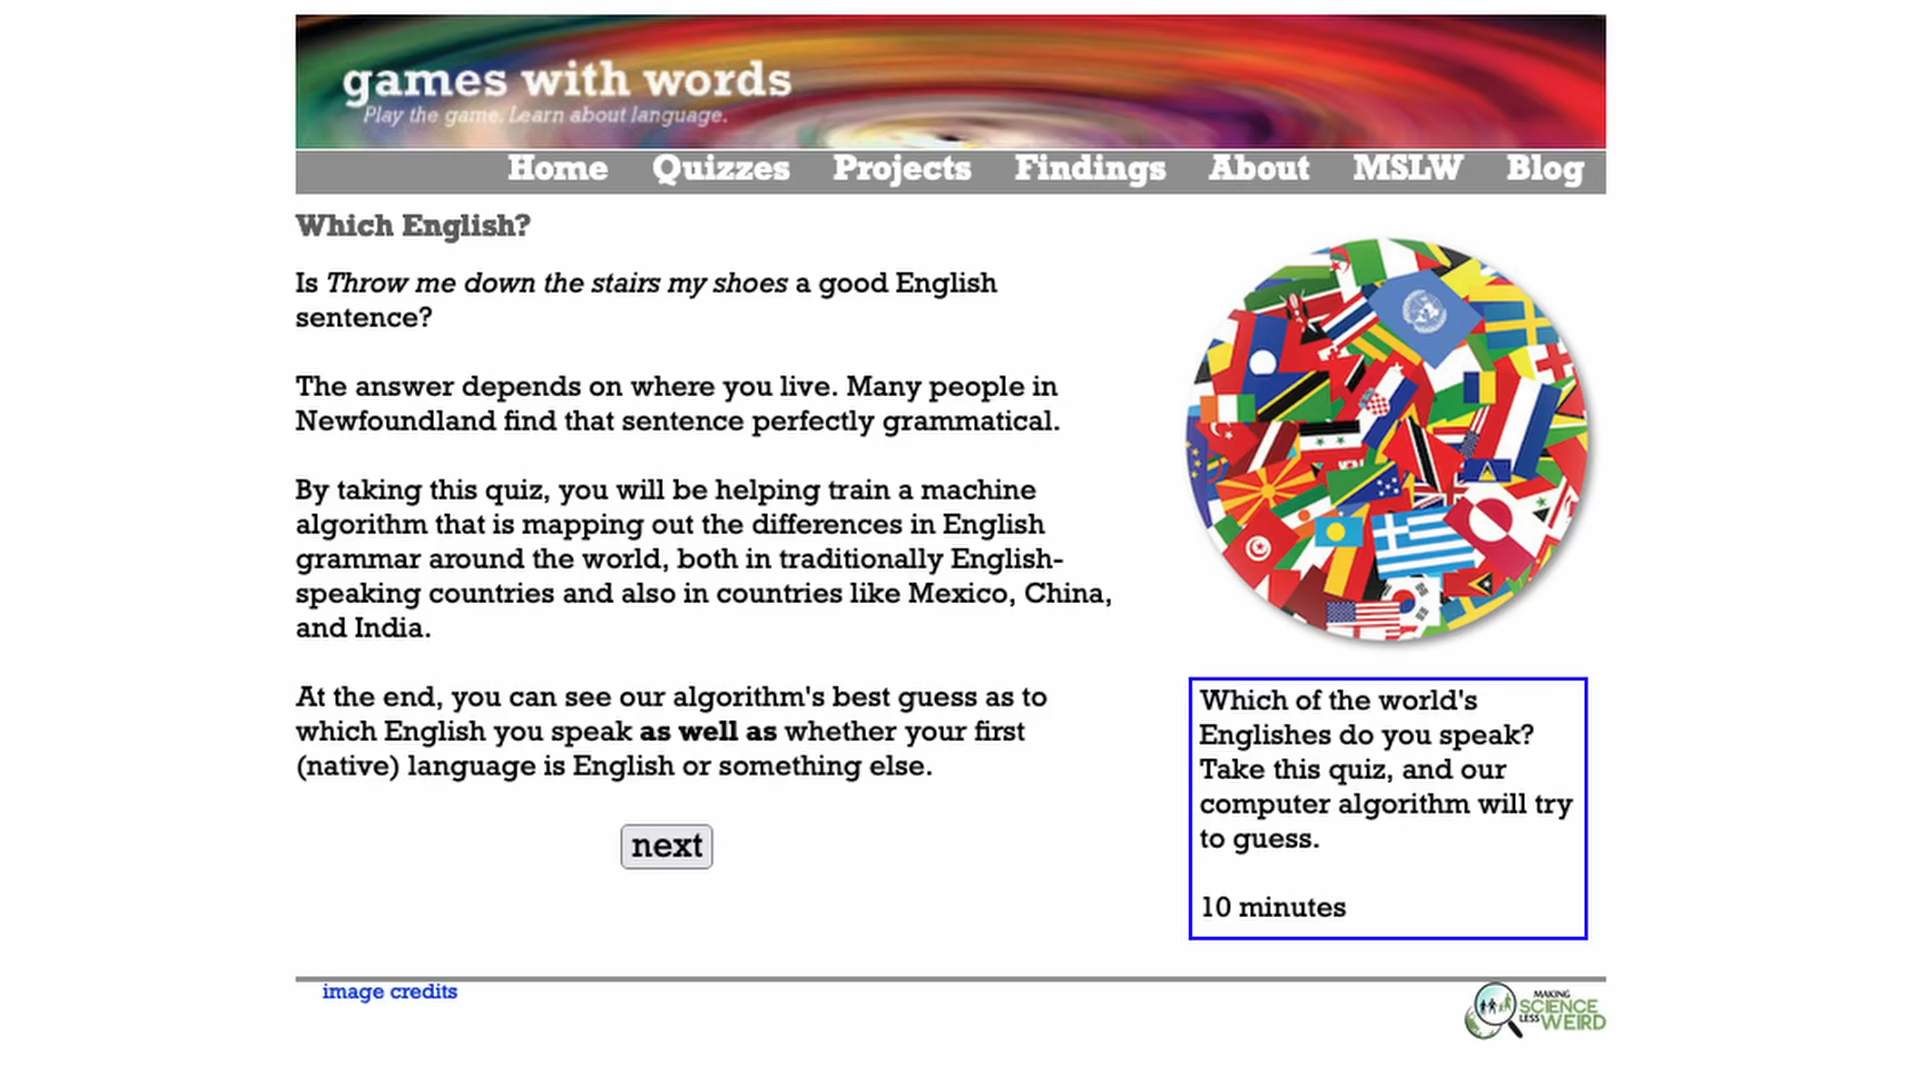 games with words
Play the game. Learn about language.
Home Quizzes Projects Findings About MSLW Blog
Which English?
Is Throw me down the stairs my shoes a good English
sentence?
The answer depends on where you live. Many people in
Newfoundland find that sentence perfectly grammatical.
By taking this quiz, you will be helping train a machine
algorithm that is mapping out the differences in English
grammar around the world, both in traditionally English-
speaking countries and also in countries like Mexico, China,
and India.
At the end, you can see our algorithm's best guess as to
which English you speak as well as whether your first
(native) language is English or something else.
next
Which of the world's
Englishes do you speak?
Take this quiz, and our
computer algorithm will try
to guess.
10 minutes
image credits
MAKING
SCIENCE
LESS WEIRD